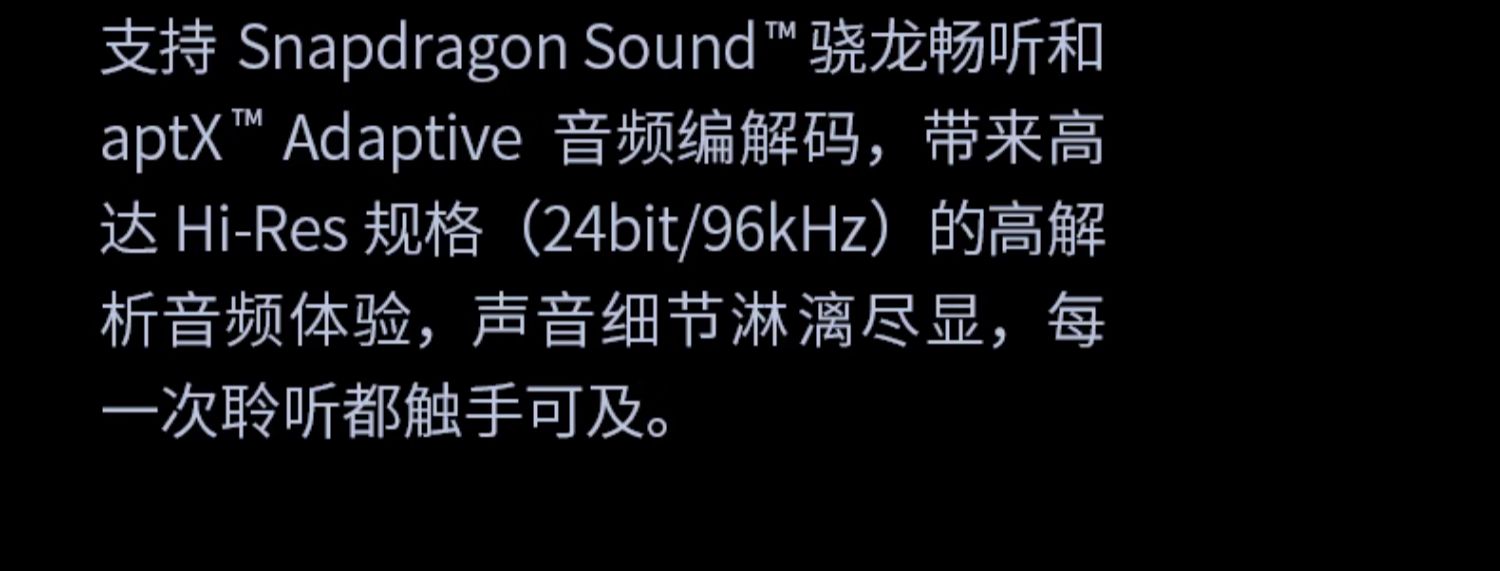 支持 Snapdragon Sound™ 骁龙畅听和
aptX™ Adaptive 音频编解码，带来高
达 Hi-Res 规格（24bit/96kHz）的高解
析音频体验，声音细节淋漓尽显，每
一次聆听都触手可及。